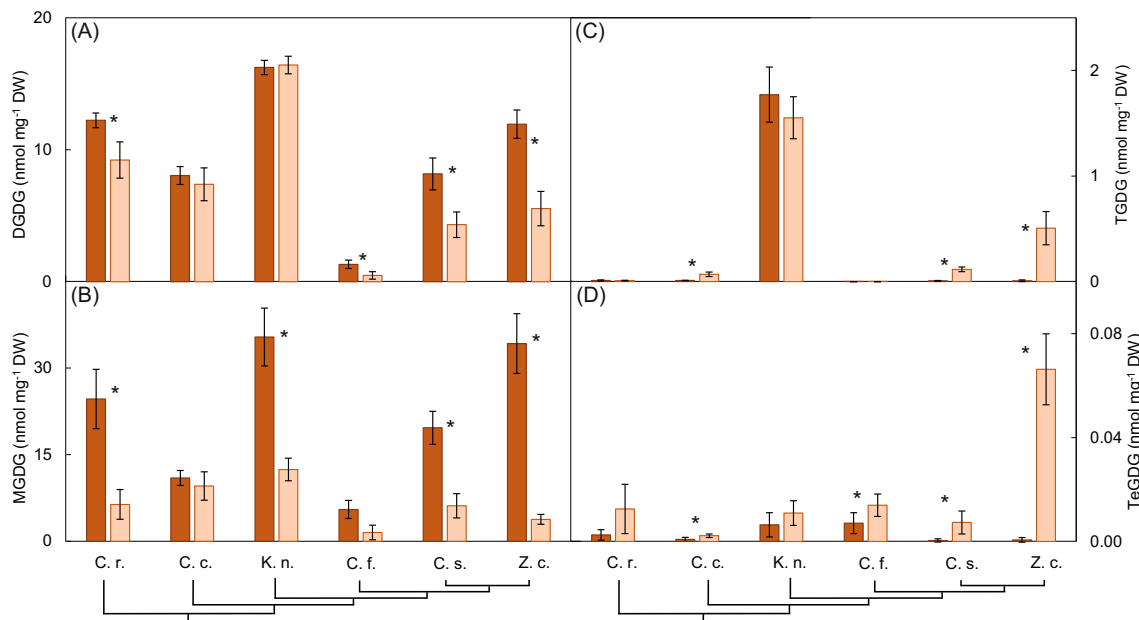 (A)
20
10
0
DGDG (nmol mg⁻¹ DW)
* * * *
(C)
2
1
0
TGDG (nmol mg⁻¹ DW)
* * *
(B)
30
15
0
MGDG (nmol mg⁻¹ DW)
* * * *
C. r. C. c. K. n. C. f. C. s. Z. c.
(D)
0.08
0.04
0.00
TeGDG (nmol mg⁻¹ DW)
* * * *
C. r. C. c. K. n. C. f. C. s. Z. c.